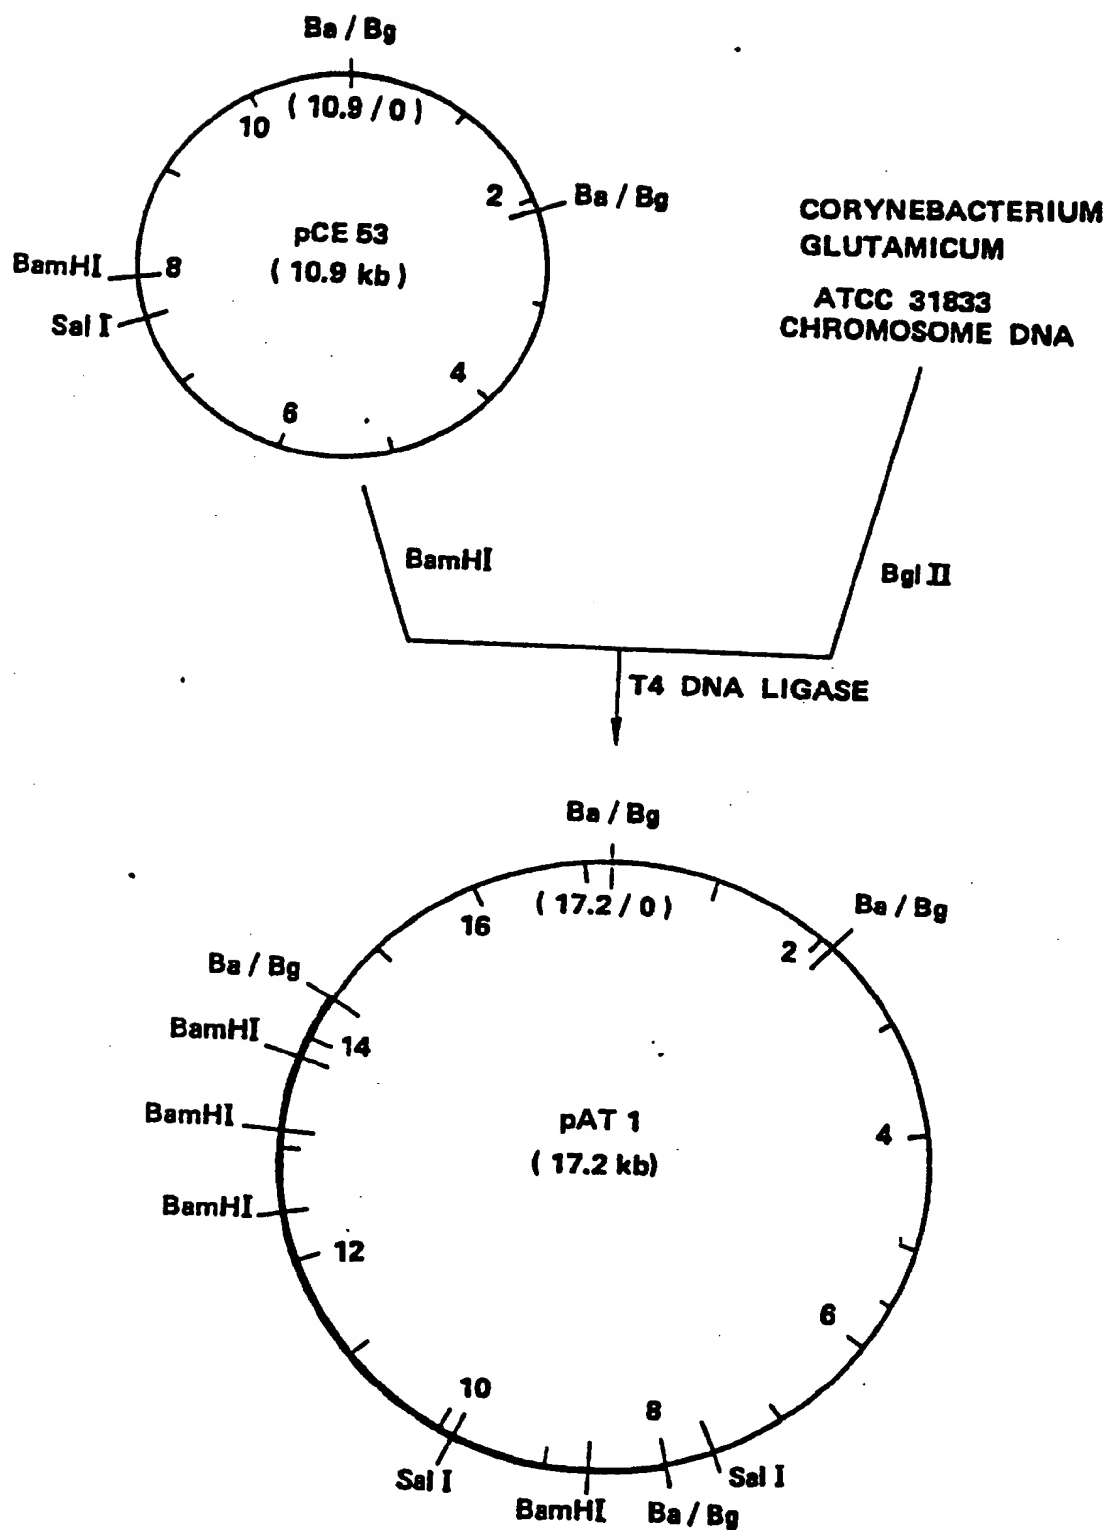 Ba / Bg
( 10.9 / 0 )
10
2
Ba / Bg
pCE 53
( 10.9 kb )
BamHI
8
Sal I
4
6
CORYNEBACTERIUM
GLUTAMICUM
ATCC 31833
CHROMOSOME DNA
BamHI
Bgl II
T4 DNA LIGASE
Ba / Bg
( 17.2 / 0 )
16
2
Ba / Bg
Ba / Bg
BamHI
14
BamHI
pAT 1
( 17.2 kb)
4
BamHI
12
6
10
8
Sal I
Sal I
BamHI
Ba / Bg